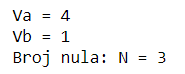 Va = 4
Vb = 1
Broj nula: N = 3